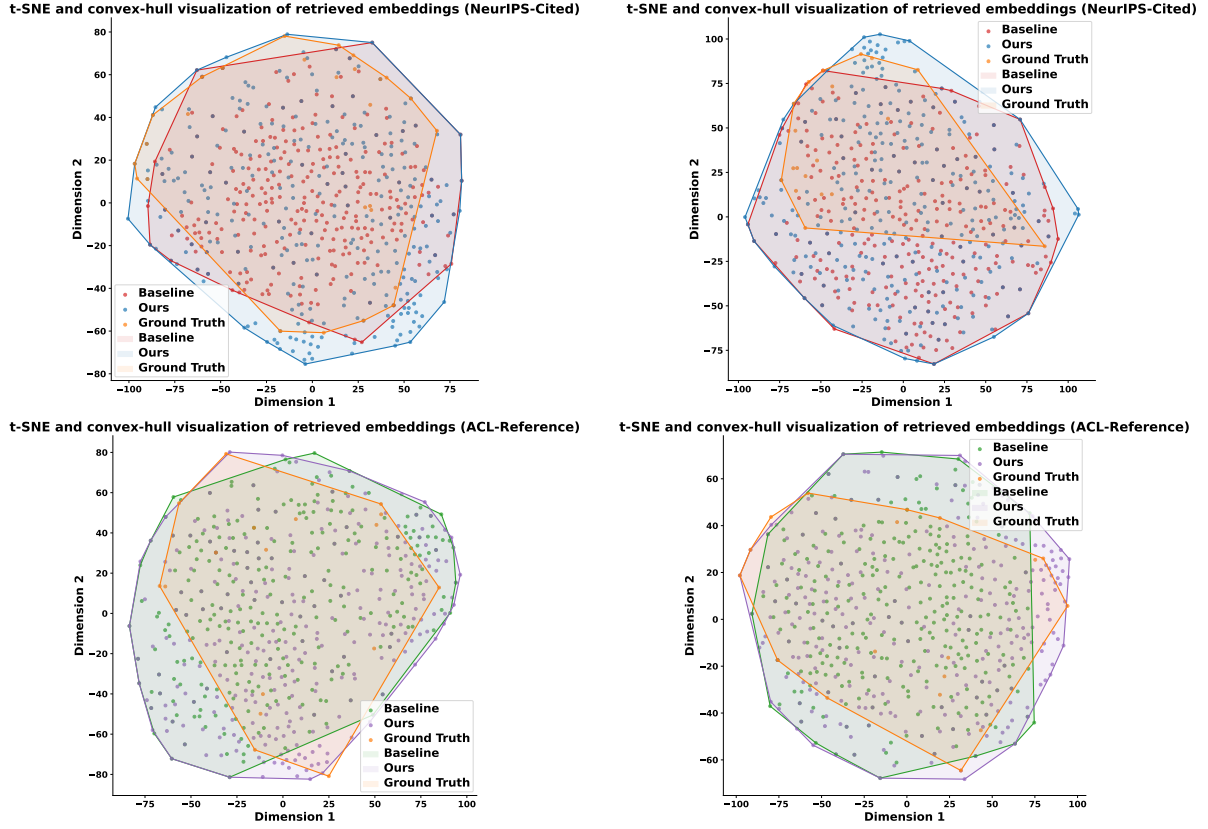 t-SNE and convex-hull visualization of retrieved embeddings (NeurIPS-Cited)
80
60
40
20
0
−20
−40
−60
−80
Dimension 2
Baseline
Ours
Ground Truth
Baseline
Ours
Ground Truth
−100 −75 −50 −25 0 25 50 75
Dimension 1
t-SNE and convex-hull visualization of retrieved embeddings (NeurIPS-Cited)
100
75
50
25
0
−25
−50
−75
Dimension 2
Baseline
Ours
Ground Truth
Baseline
Ours
Ground Truth
−100 −75 −50 −25 0 25 50 75 100
Dimension 1
t-SNE and convex-hull visualization of retrieved embeddings (ACL-Reference)
80
60
40
20
0
−20
−40
−60
−80
Dimension 2
Baseline
Ours
Ground Truth
Baseline
Ours
Ground Truth
−75 −50 −25 0 25 50 75 100
Dimension 1
t-SNE and convex-hull visualization of retrieved embeddings (ACL-Reference)
60
40
20
0
−20
−40
−60
Dimension 2
Baseline
Ours
Ground Truth
Baseline
Ours
Ground Truth
−100 −75 −50 −25 0 25 50 75 100
Dimension 1